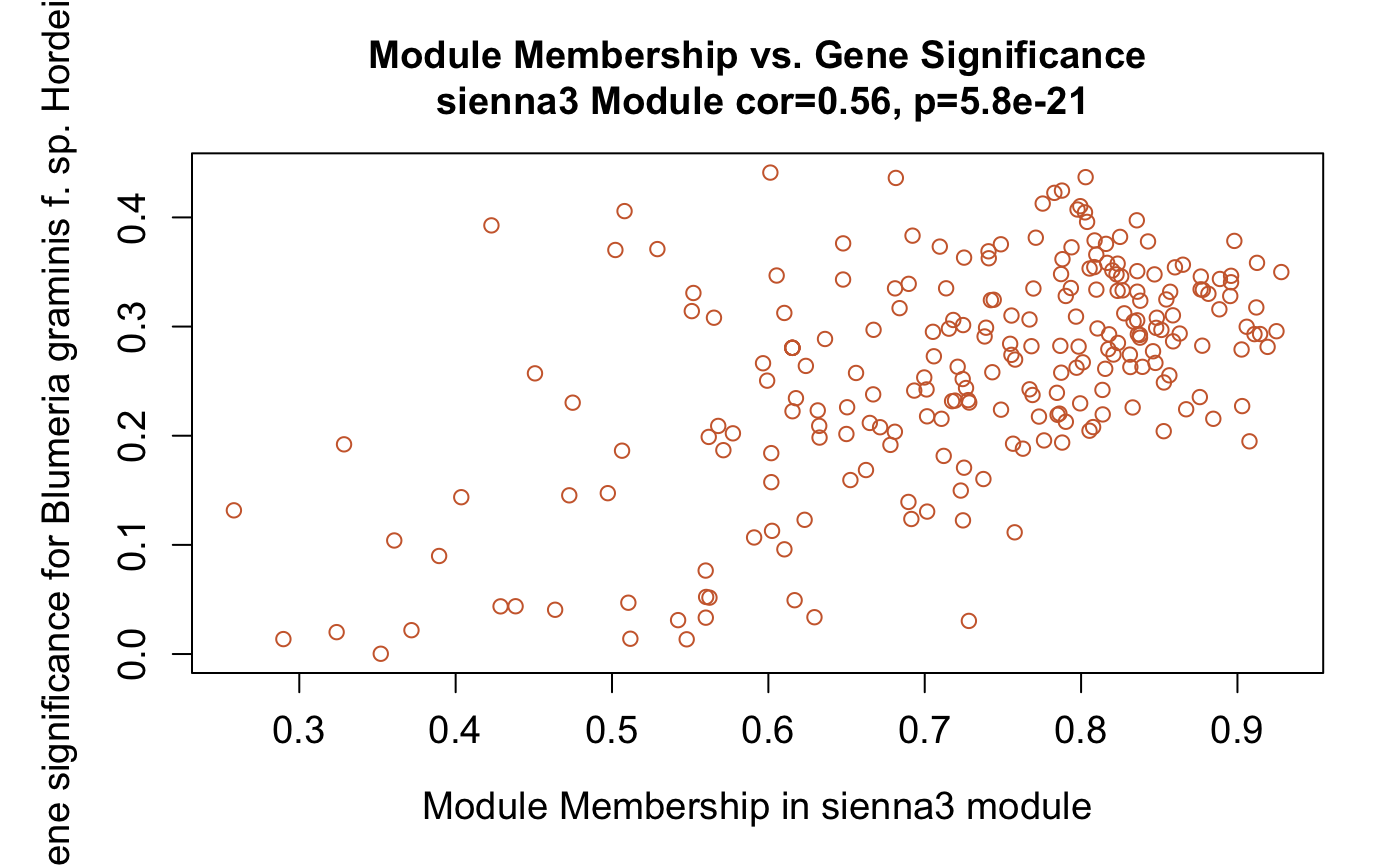 Module Membership vs. Gene Significance
sienna3 Module cor=0.56, p=5.8e-21
ene significance for Blumeria graminis f. sp. Hordei
0.4
0.3
0.2
0.1
0.0
0.3 0.4 0.5 0.6 0.7 0.8 0.9
Module Membership in sienna3 module